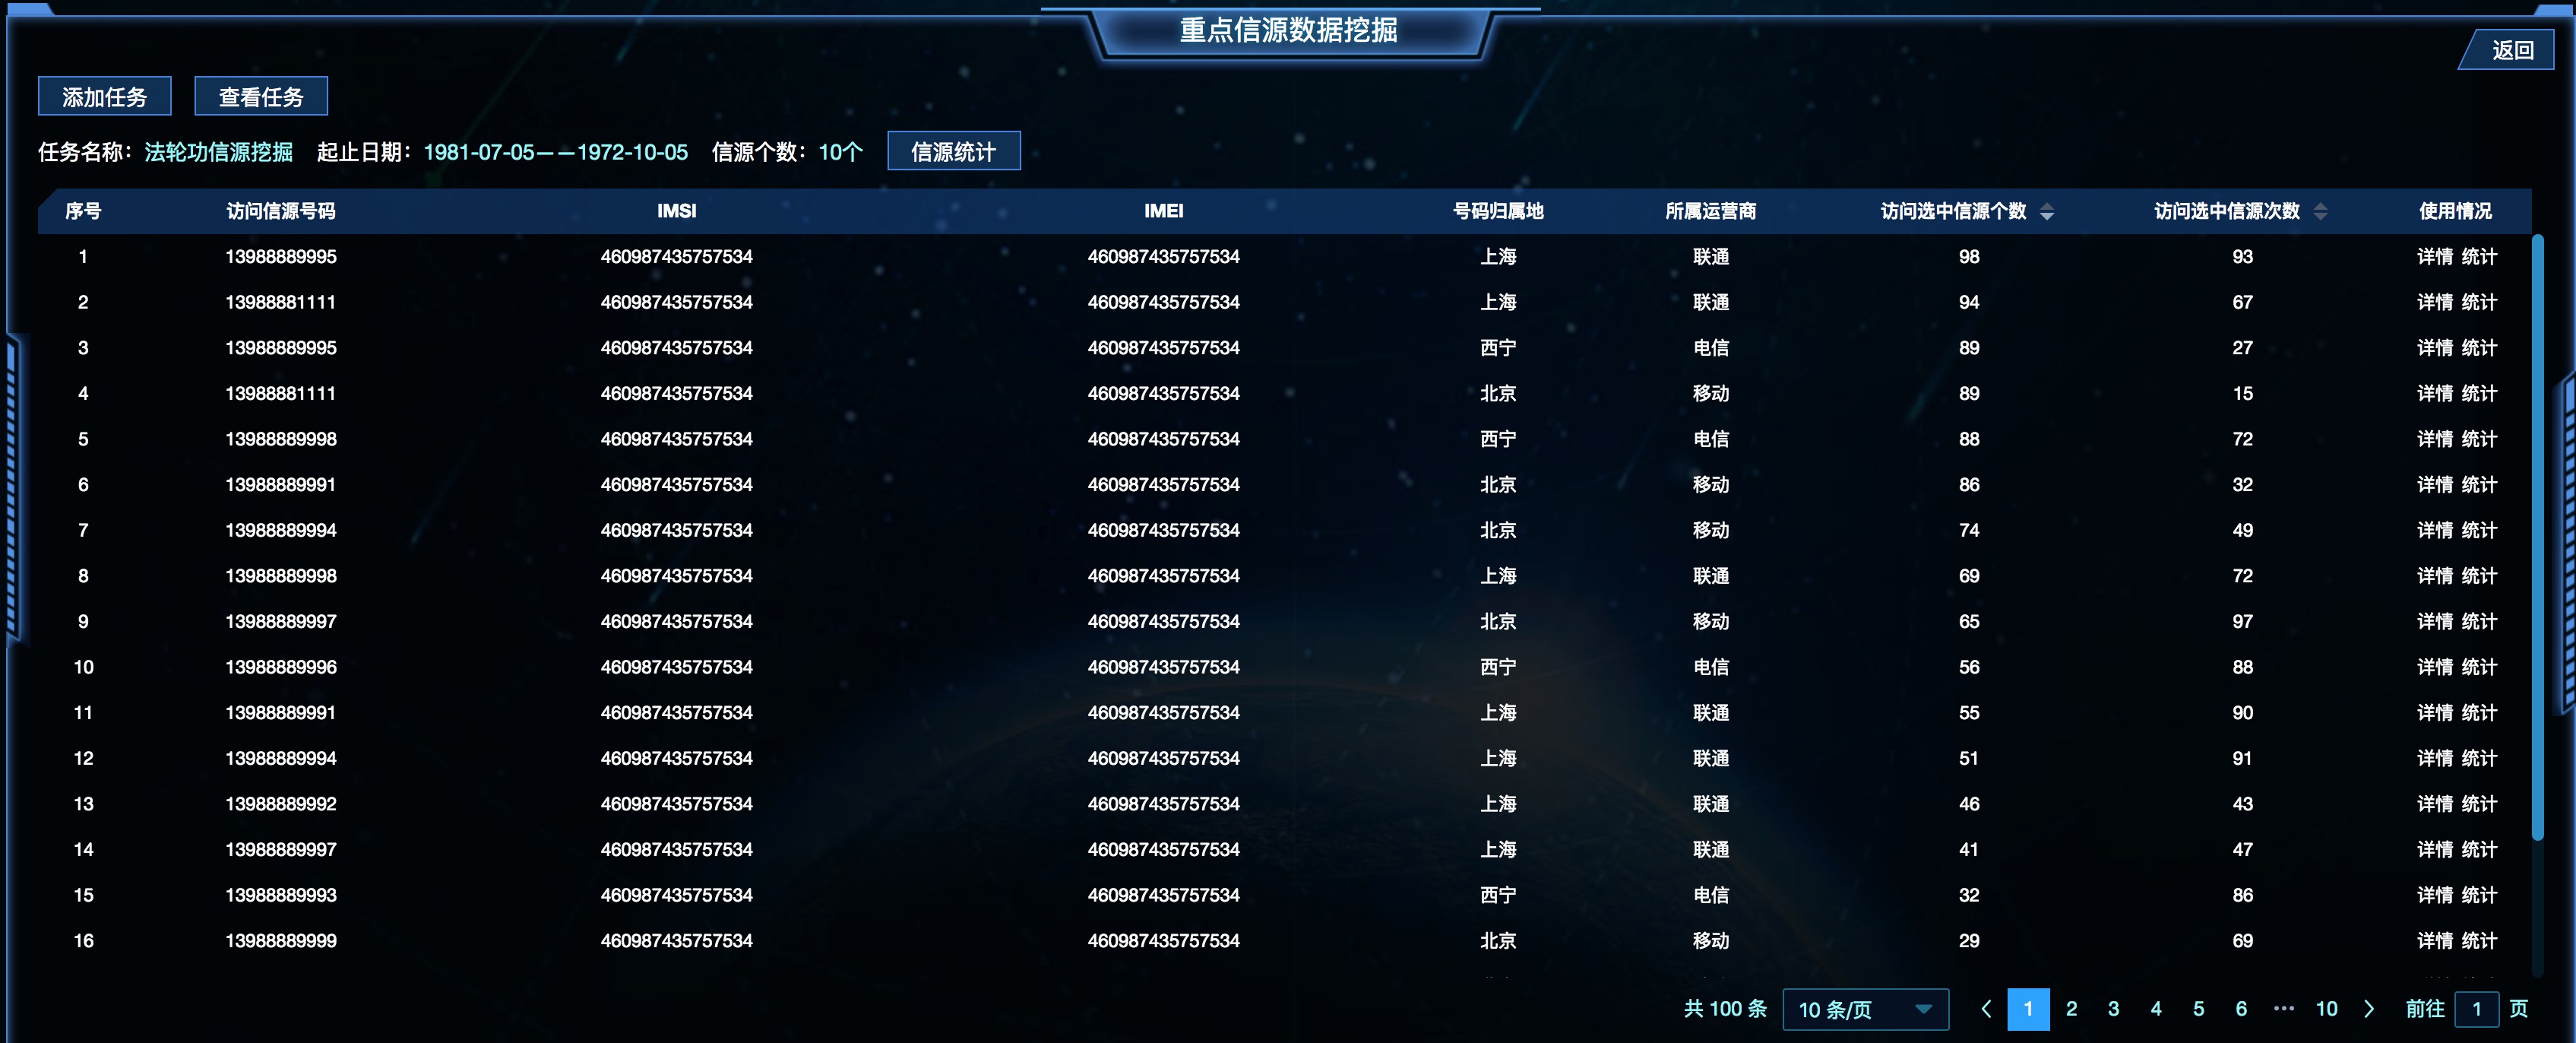 重点信源数据挖掘
返回
添加任务 查看任务
任务名称：法轮功信源挖掘 起止日期：1981-07-05——1972-10-05 信源个数：10个 信源统计
序号 访问信源号码 IMSI IMEI 号码归属地 所属运营商 访问选中信源个数 访问选中信源次数 使用情况
1 13988889995 460987435757534 460987435757534 上海 联通 98 93 详情 统计
2 13988881111 460987435757534 460987435757534 上海 联通 94 67 详情 统计
3 13988889995 460987435757534 460987435757534 西宁 电信 89 27 详情 统计
4 13988881111 460987435757534 460987435757534 北京 移动 89 15 详情 统计
5 13988889998 460987435757534 460987435757534 西宁 电信 88 72 详情 统计
6 13988889991 460987435757534 460987435757534 北京 移动 86 32 详情 统计
7 13988889994 460987435757534 460987435757534 北京 移动 74 49 详情 统计
8 13988889998 460987435757534 460987435757534 上海 联通 69 72 详情 统计
9 13988889997 460987435757534 460987435757534 北京 移动 65 97 详情 统计
10 13988889996 460987435757534 460987435757534 西宁 电信 56 88 详情 统计
11 13988889991 460987435757534 460987435757534 上海 联通 55 90 详情 统计
12 13988889994 460987435757534 460987435757534 上海 联通 51 91 详情 统计
13 13988889992 460987435757534 460987435757534 上海 联通 46 43 详情 统计
14 13988889997 460987435757534 460987435757534 上海 联通 41 47 详情 统计
15 13988889993 460987435757534 460987435757534 西宁 电信 32 86 详情 统计
16 13988889999 460987435757534 460987435757534 北京 移动 29 69 详情 统计
共 100 条 10 条/页 1 2 3 4 5 6 ••• 10 前往 1 页